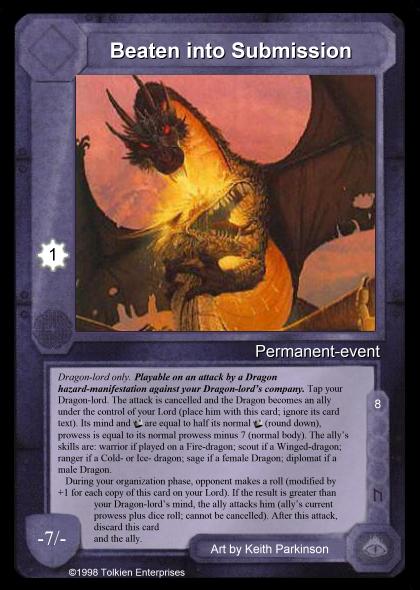 Beaten into Submission
1
Permanent-event
Dragon-lord only. Playable on an attack by a Dragon
hazard-manifestation against your Dragon-lord's company. Tap your
Dragon-lord. The attack is cancelled and the Dragon becomes an ally
under the control of your Lord (place him with this card; ignore its card
text). Its mind and are equal to half its normal (round down),
prowess is equal to its normal prowess minus 7 (normal body). The ally's
skills are: warrior if played on a Fire-dragon; scout if a Winged-dragon;
ranger if a Cold- or Ice- dragon; sage if a female Dragon; diplomat if a
male Dragon.
During your organization phase, opponent makes a roll (modified by
+1 for each copy of this card on your Lord). If the result is greater than
your Dragon-lord's mind, the ally attacks him (ally's current
prowess plus dice roll; cannot be cancelled). After this attack,
discard this card
and the ally.
8
-7/-
Art by Keith Parkinson
©1998 Tolkien Enterprises